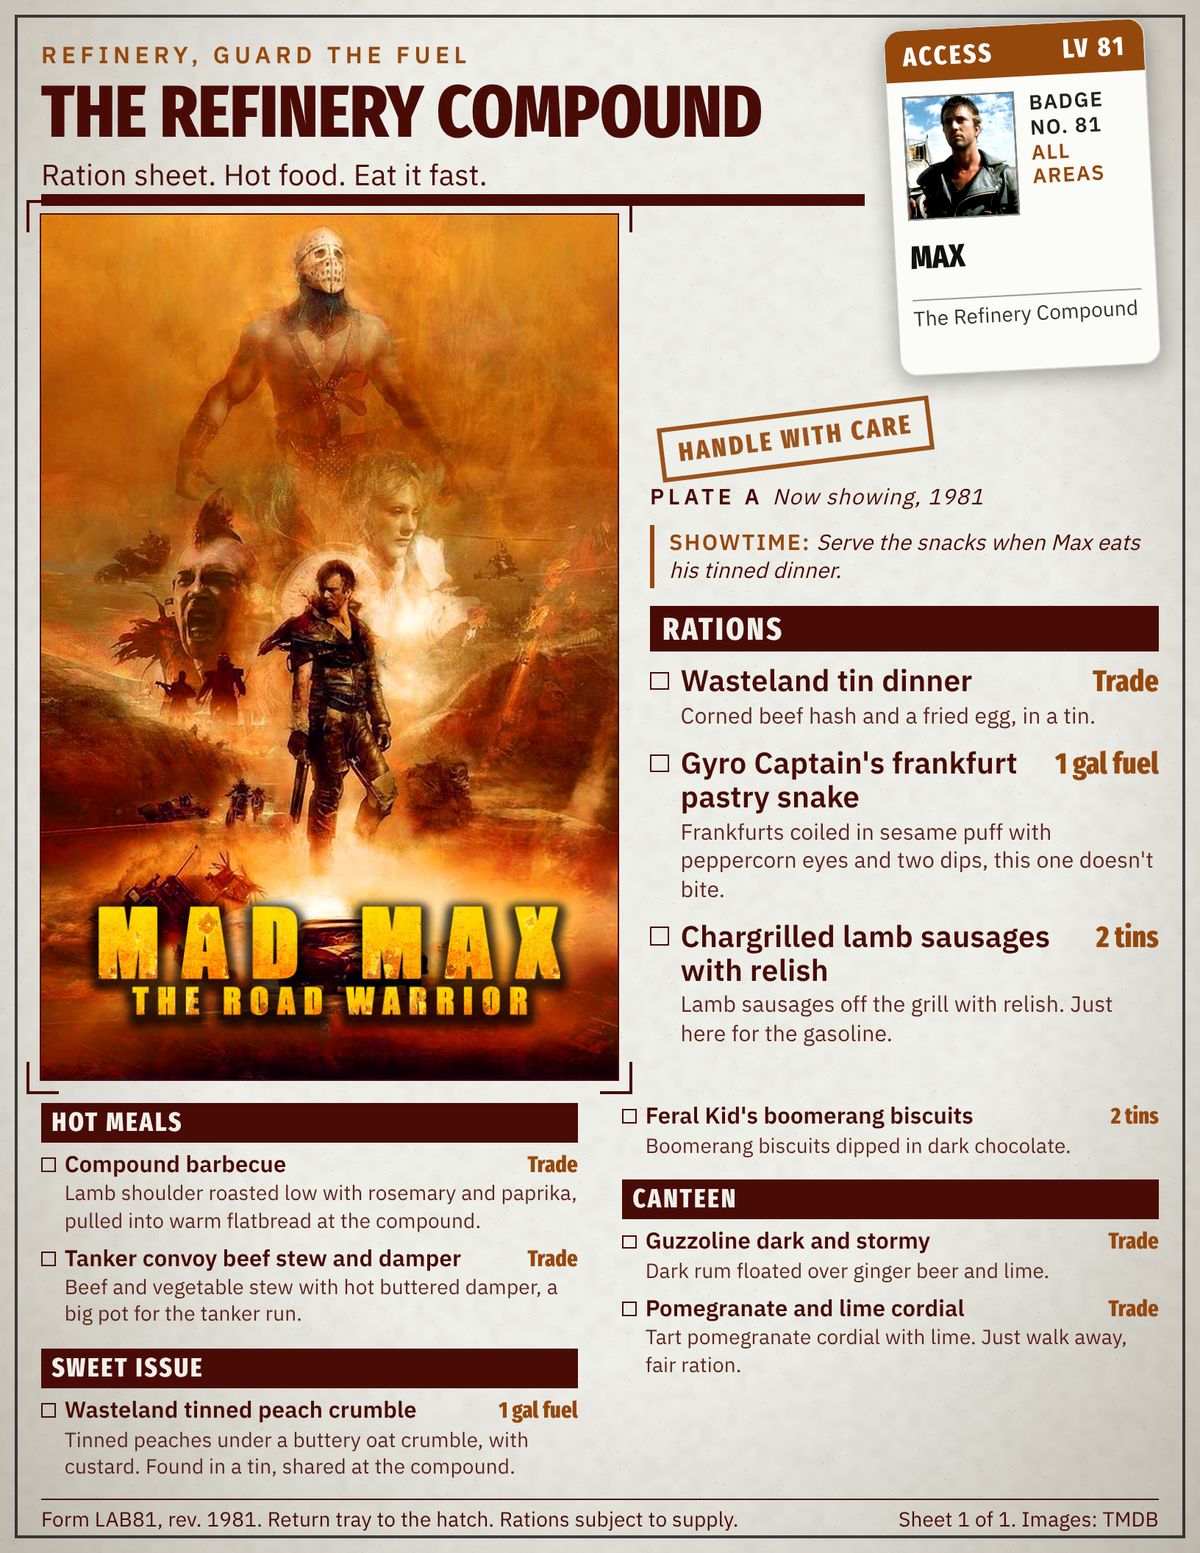 REFINERY, GUARD THE FUEL
THE REFINERY COMPOUND
Ration sheet. Hot food. Eat it fast.
ACCESS LV 81
BADGE
NO. 81
ALL
AREAS
MAX
The Refinery Compound
MAD MAX
THE ROAD WARRIOR
HANDLE WITH CARE
PLATE A Now showing, 1981
SHOWTIME: Serve the snacks when Max eats
his tinned dinner.
RATIONS
Wasteland tin dinner Trade
Corned beef hash and a fried egg, in a tin.
Gyro Captain's frankfurt 1 gal fuel
pastry snake
Frankfurts coiled in sesame puff with
peppercorn eyes and two dips, this one doesn't
bite.
Chargrilled lamb sausages 2 tins
with relish
Lamb sausages off the grill with relish. Just
here for the gasoline.
HOT MEALS
Compound barbecue Trade
Lamb shoulder roasted low with rosemary and paprika,
pulled into warm flatbread at the compound.
Tanker convoy beef stew and damper Trade
Beef and vegetable stew with hot buttered damper, a
big pot for the tanker run.
SWEET ISSUE
Wasteland tinned peach crumble 1 gal fuel
Tinned peaches under a buttery oat crumble, with
custard. Found in a tin, shared at the compound.
Feral Kid's boomerang biscuits 2 tins
Boomerang biscuits dipped in dark chocolate.
CANTEEN
Guzzoline dark and stormy Trade
Dark rum floated over ginger beer and lime.
Pomegranate and lime cordial Trade
Tart pomegranate cordial with lime. Just walk away,
fair ration.
Form LAB81, rev. 1981. Return tray to the hatch. Rations subject to supply.
Sheet 1 of 1. Images: TMDB